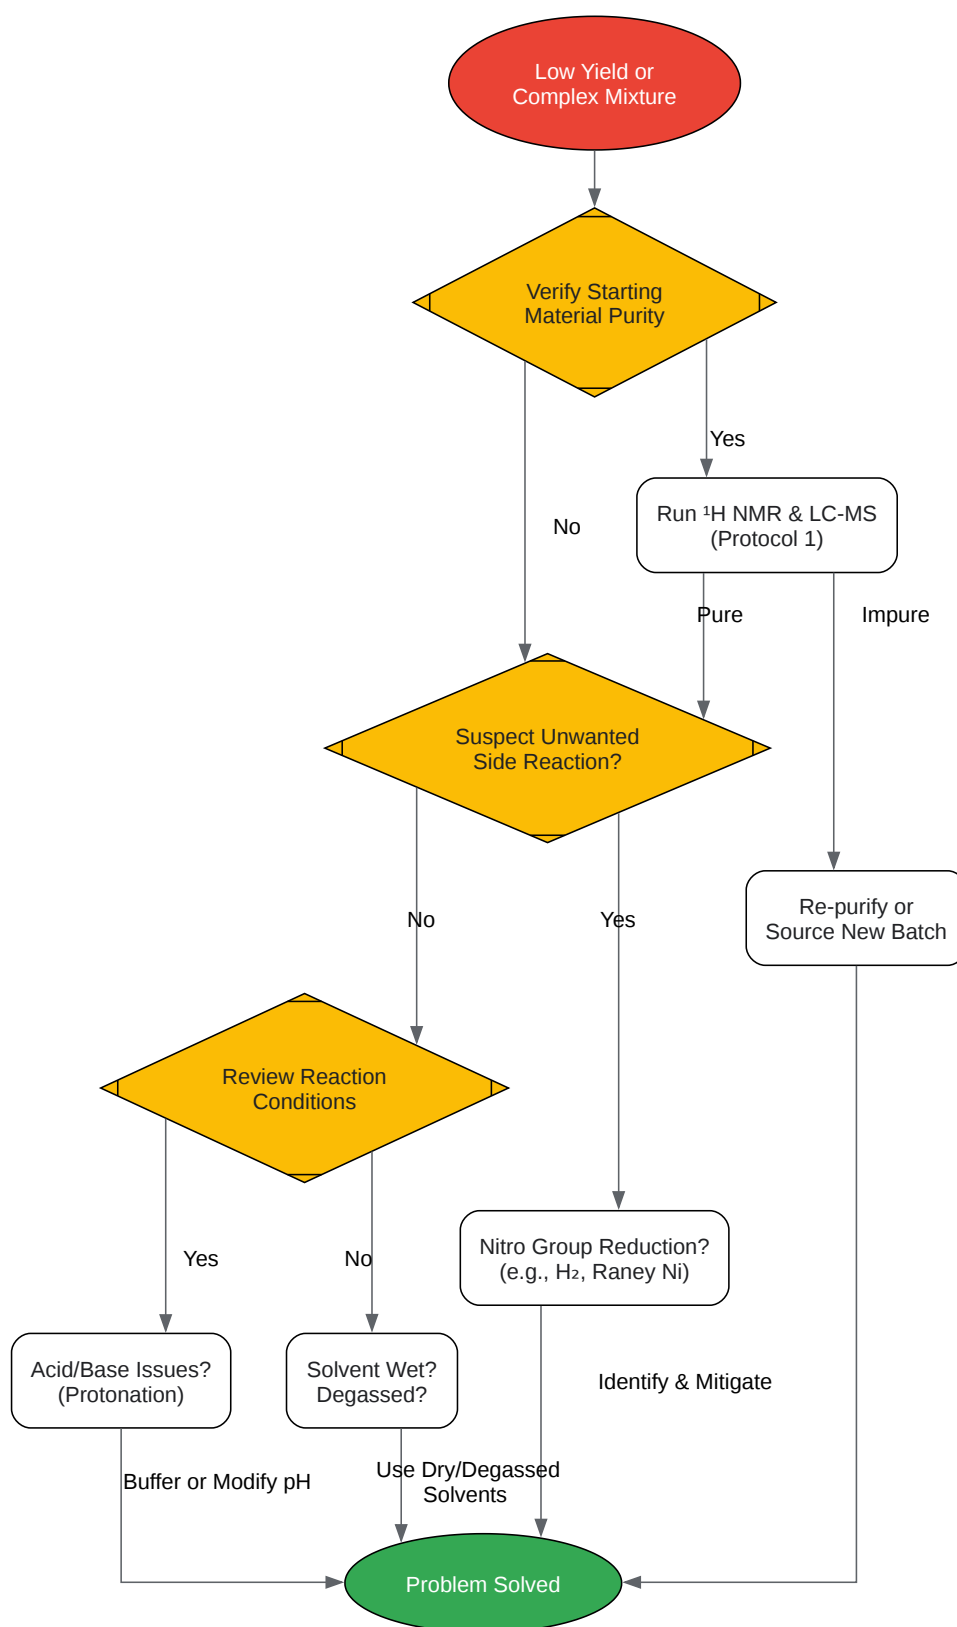 Low Yield or
Complex Mixture
Verify Starting
Material Purity
Yes
Run ¹H NMR & LC-MS
(Protocol 1)
No
Pure
Impure
Suspect Unwanted
Side Reaction?
Re-purify or
Source New Batch
No
Yes
Review Reaction
Conditions
Nitro Group Reduction?
(e.g., H₂, Raney Ni)
Yes
No
Acid/Base Issues?
(Protonation)
Solvent Wet?
Degassed?
Identify & Mitigate
Buffer or Modify pH
Use Dry/Degassed
Solvents
Problem Solved